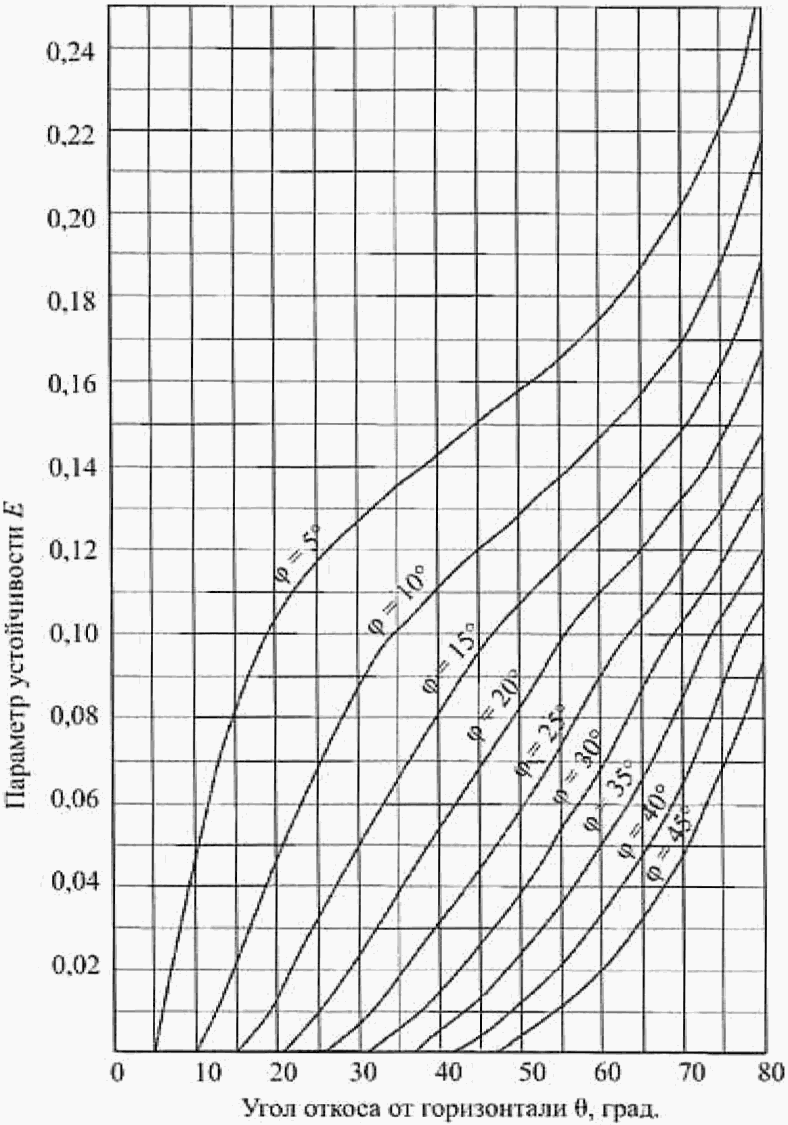 Параметр устойчивости E
0,24
0,22
0,20
0,18
0,16
0,14
0,12
0,10
0,08
0,06
0,04
0,02
φ = 5°
φ = 10°
φ = 15°
φ = 20°
φ = 25°
φ = 30°
φ = 35°
φ = 40°
φ = 45°
0 10 20 30 40 50 60 70 80
Угол откоса от горизонтали θ, град.